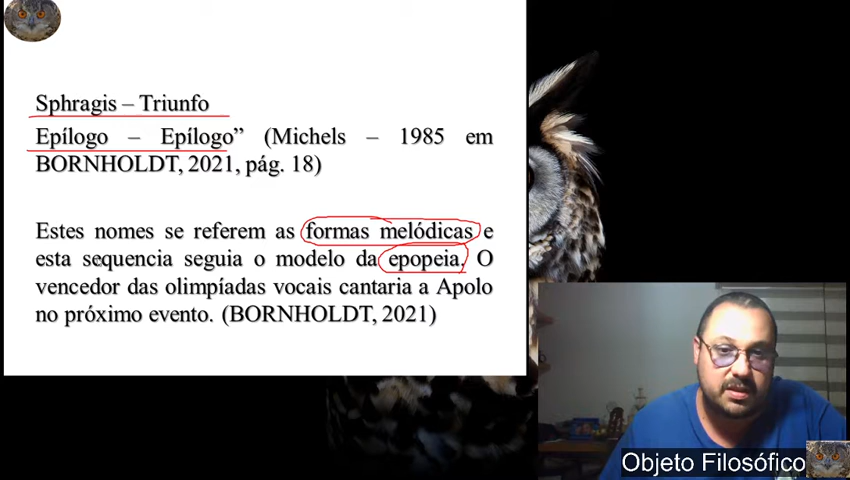 Sphragis – Triunfo
Epílogo – Epílogo” (Michels – 1985 em
BORNHOLDT, 2021, pág. 18)
Estes nomes se referem as formas melódicas e
esta sequencia seguia o modelo da epopeia. O
vencedor das olimpíadas vocais cantaria a Apolo
no próximo evento. (BORNHOLDT, 2021)
Objeto Filosófico